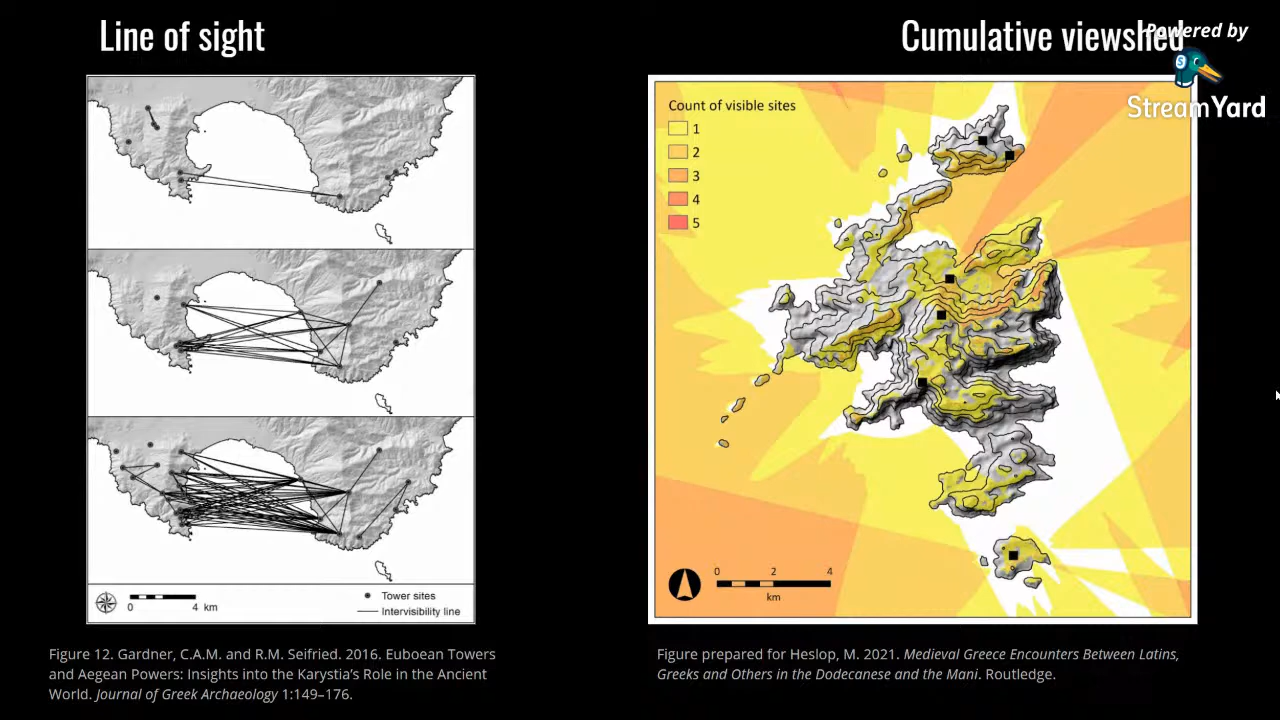 Line of sight
Cumulative viewshed
Powered by
StreamYard
Count of visible sites
1
2
3
4
5
0 2 4
km
Tower sites
Intervisibility line
0 4 km
Figure 12. Gardner, C.A.M. and R.M. Seifried. 2016. Euboean Towers
and Aegean Powers: Insights into the Karystia's Role in the Ancient
World. Journal of Greek Archaeology 1:149–176.
Figure prepared for Heslop, M. 2021. Medieval Greece Encounters Between Latins,
Greeks and Others in the Dodecanese and the Mani. Routledge.